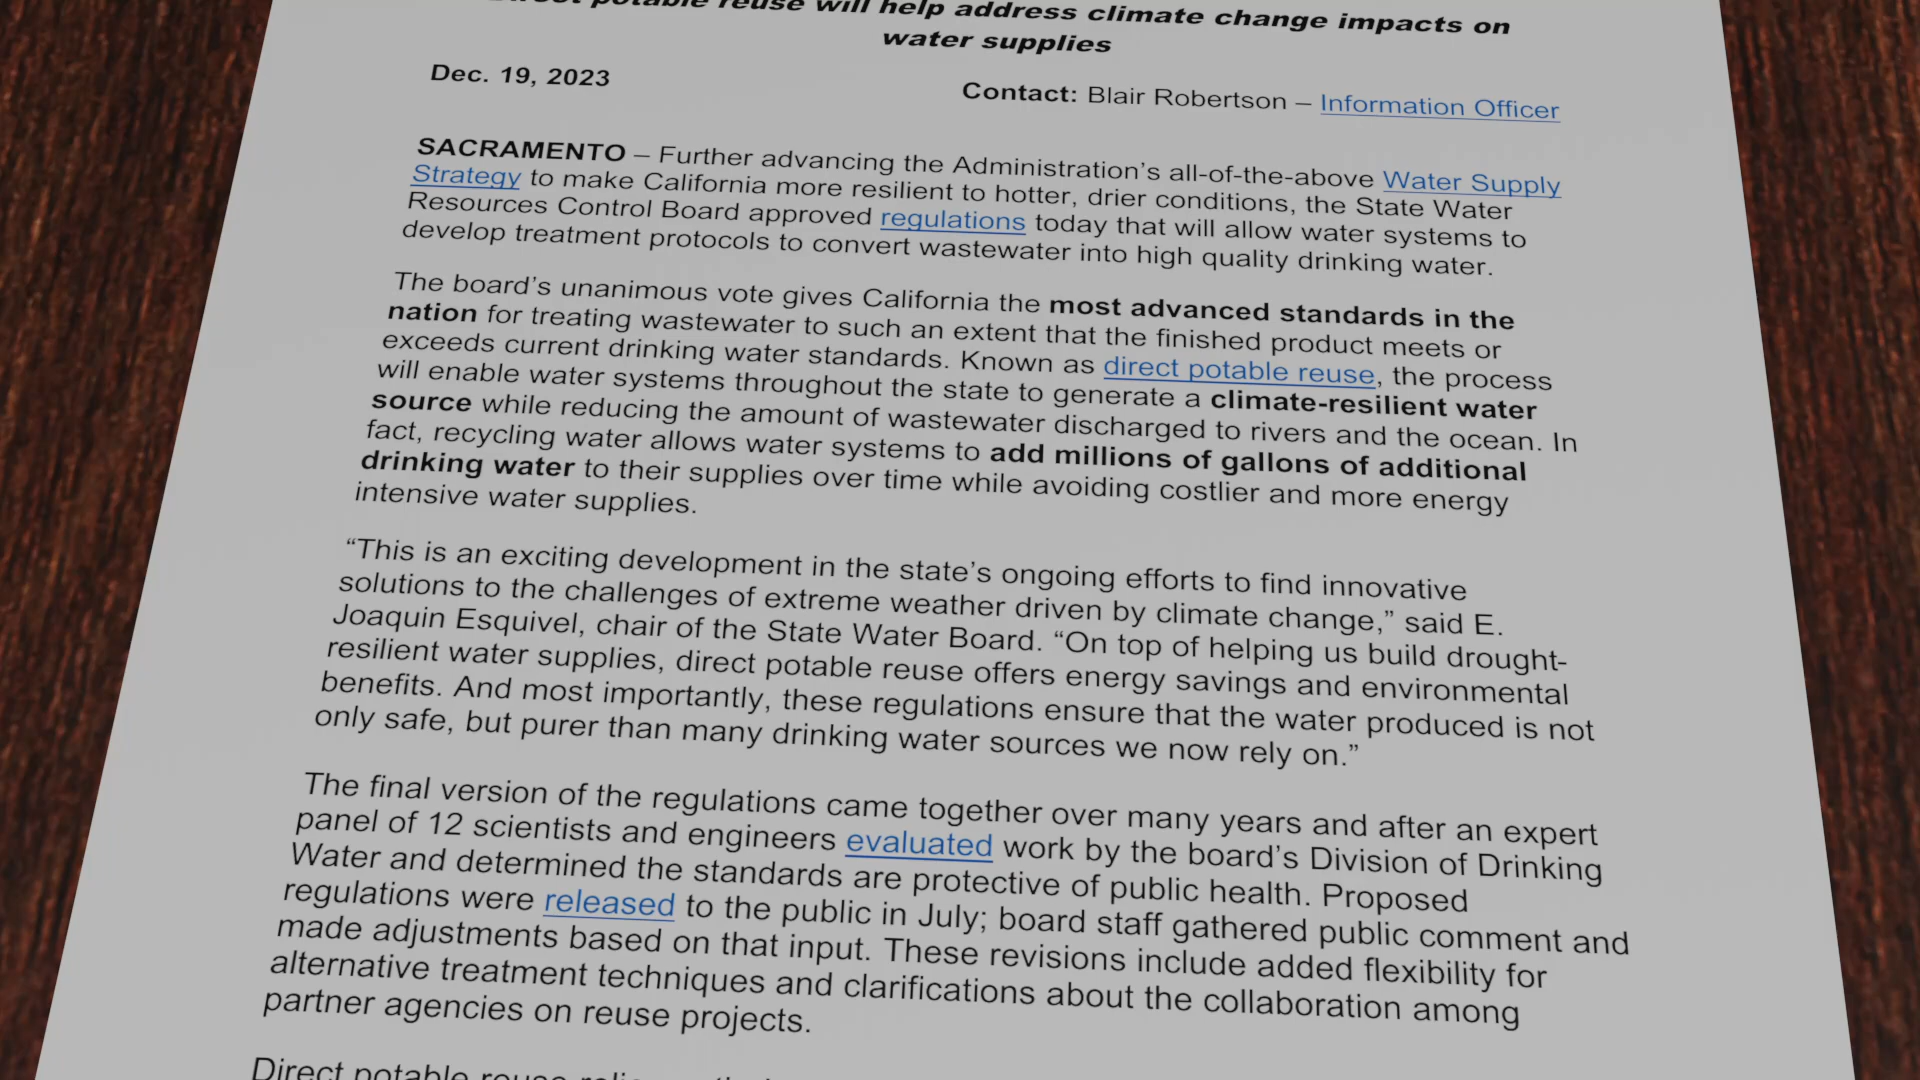 Direct potable reuse will help address climate change impacts on
water supplies
Dec. 19, 2023
Contact: Blair Robertson – Information Officer
SACRAMENTO – Further advancing the Administration’s all-of-the-above Water Supply
Strategy to make California more resilient to hotter, drier conditions, the State Water
Resources Control Board approved regulations today that will allow water systems to
develop treatment protocols to convert wastewater into high quality drinking water.
The board’s unanimous vote gives California the most advanced standards in the
nation for treating wastewater to such an extent that the finished product meets or
exceeds current drinking water standards. Known as direct potable reuse, the process
will enable water systems throughout the state to generate a climate-resilient water
source while reducing the amount of wastewater discharged to rivers and the ocean. In
fact, recycling water allows water systems to add millions of gallons of additional
drinking water to their supplies over time while avoiding costlier and more energy
intensive water supplies.
“This is an exciting development in the state’s ongoing efforts to find innovative
solutions to the challenges of extreme weather driven by climate change,” said E.
Joaquin Esquivel, chair of the State Water Board. “On top of helping us build drought-
resilient water supplies, direct potable reuse offers energy savings and environmental
benefits. And most importantly, these regulations ensure that the water produced is not
only safe, but purer than many drinking water sources we now rely on.”
The final version of the regulations came together over many years and after an expert
panel of 12 scientists and engineers evaluated work by the board’s Division of Drinking
Water and determined the standards are protective of public health. Proposed
regulations were released to the public in July; board staff gathered public comment and
made adjustments based on that input. These revisions include added flexibility for
alternative treatment techniques and clarifications about the collaboration among
partner agencies on reuse projects.
Direct potable reuse